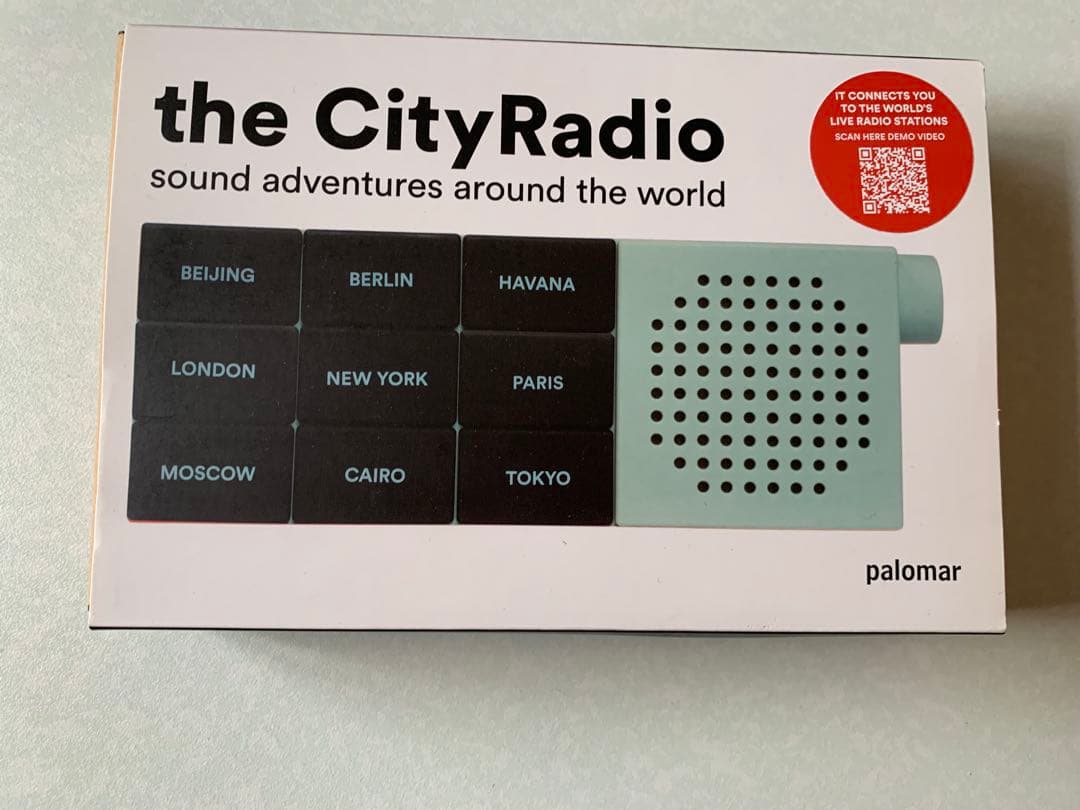 the CityRadio
sound adventures around the world
IT CONNECTS YOU
TO THE WORLD'S
LIVE RADIO STATIONS
SCAN HERE DEMO VIDEO
BEIJING
BERLIN
HAVANA
LONDON
NEW YORK
PARIS
MOSCOW
CAIRO
TOKYO
palomar